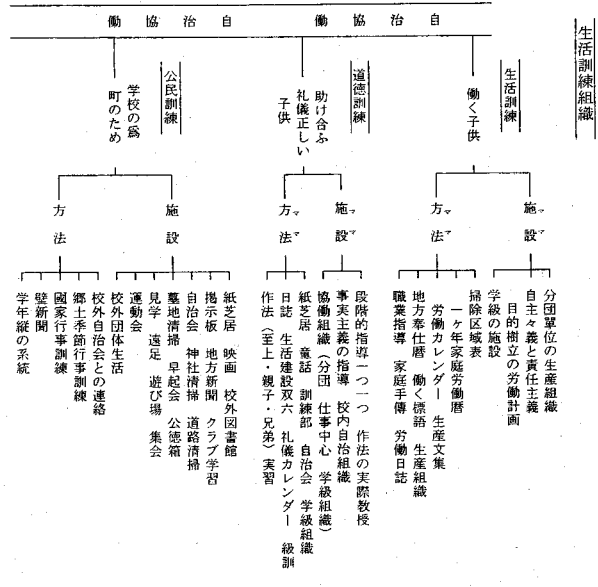 生活訓練組織
自治協働
自治協働
生活訓練
働く子供
施設
ママ
方法
ママ
分団單位の生産組織
自主々義と責任主義
目的樹立の労働計画
学級の施設
掃除区域表
一ヶ年家庭労働暦
労働カレンダー 生産文集
地方奉仕暦 働く標語 生産組織
職業指導 家庭手傳 労働日誌
道徳訓練
助け合ふ
礼儀正しい
子供
施設
ママ
方法
ママ
段階的指導一つ一つ 作法の実際教授
事実主義の指導 校内自治組織
協働組織(分団 仕事中心 学級組織)
紙芝居 童話 訓練部 自治会 学級組織
日誌 生活建設双六 礼儀カレンダー 級訓
作法(至上・親子・兄弟)実習
公民訓練
学校の爲
町のため
施設
方法
紙芝居 映画 校外図書館
掲示板 地方新聞 クラブ学習
自治会 神社清掃 道路清掃
墓地清掃 早起会 公徳箱
見学 遠足 遊び場 集会
運動会
校外団体生活
校外自治会との連絡
郷土季節行事訓練
國家行事訓練
壁新聞
学年縦の系統